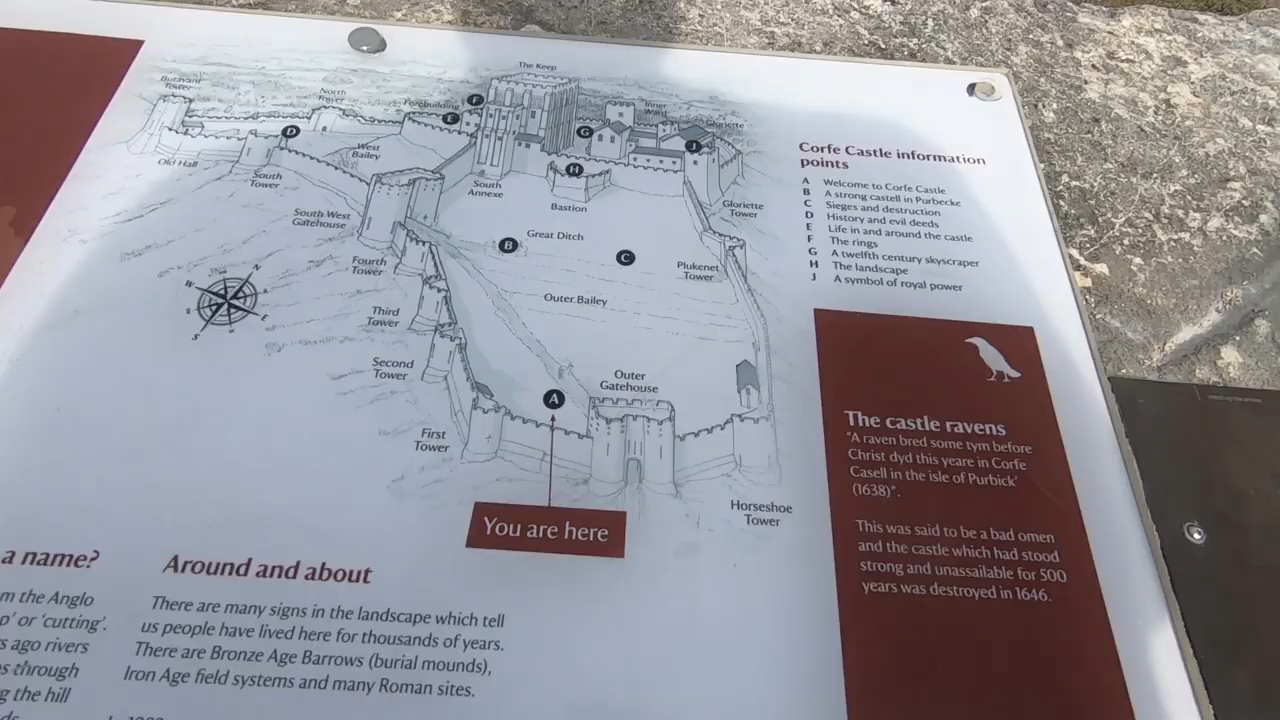 The Keep
Butavant
Tower
North
Tower
Forebuilding
F
E
Inner
Ward
Gloriette
D
G
J
Old Hall
West
Bailey
H
South
Tower
South
Annexe
Bastion
Gloriette
Tower
South West
Gatehouse
B
Great Ditch
C
Fourth
Tower
Plukenet
Tower
N
W
E
S
Outer Bailey
Third
Tower
Second
Tower
Outer
Gatehouse
A
First
Tower
Horseshoe
Tower
You are here
Corfe Castle information
points
A Welcome to Corfe Castle
B A strong castell in Purbecke
C Sieges and destruction
D History and evil deeds
E Life in and around the castle
F The rings
G A twelfth century skyscraper
H The landscape
J A symbol of royal power
The castle ravens
"A raven bred some tym before
Christ dyd this yeare in Corfe
Casell in the isle of Purbick'
(1638)".
This was said to be a bad omen
and the castle which had stood
strong and unassailable for 500
years was destroyed in 1646.
a name?
m the Anglo
o' or 'cutting'.
s ago rivers
s through
g the hill
Around and about
There are many signs in the landscape which tell
us people have lived here for thousands of years.
There are Bronze Age Barrows (burial mounds),
Iron Age field systems and many Roman sites.